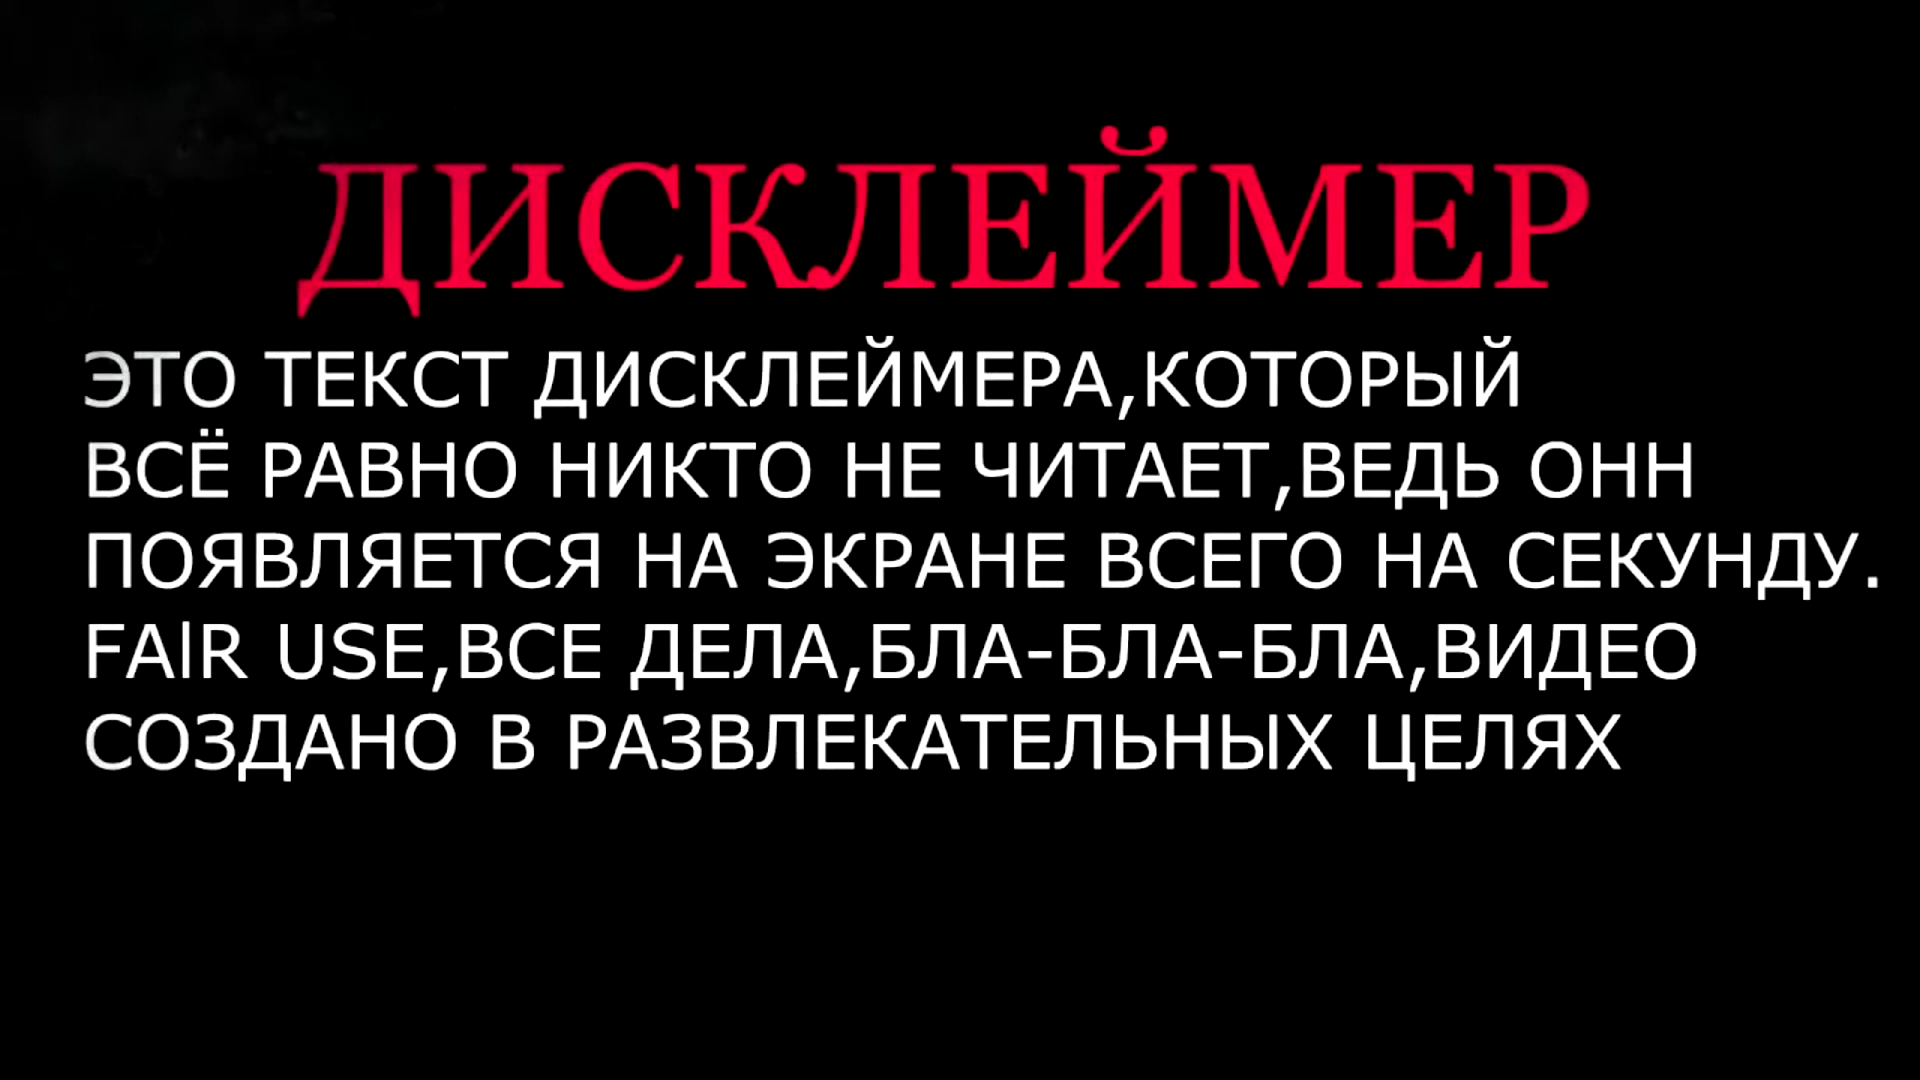 ДИСКЛЕЙМЕР
ЭТО ТЕКСТ ДИСКЛЕЙМЕРА,КОТОРЫЙ
ВСЁ РАВНО НИКТО НЕ ЧИТАЕТ,ВЕДЬ ОНН
ПОЯВЛЯЕТСЯ НА ЭКРАНЕ ВСЕГО НА СЕКУНДУ.
FAlR USE,ВСЕ ДЕЛА,БЛА-БЛА-БЛА,ВИДЕО
СОЗДАНО В РАЗВЛЕКАТЕЛЬНЫХ ЦЕЛЯХ